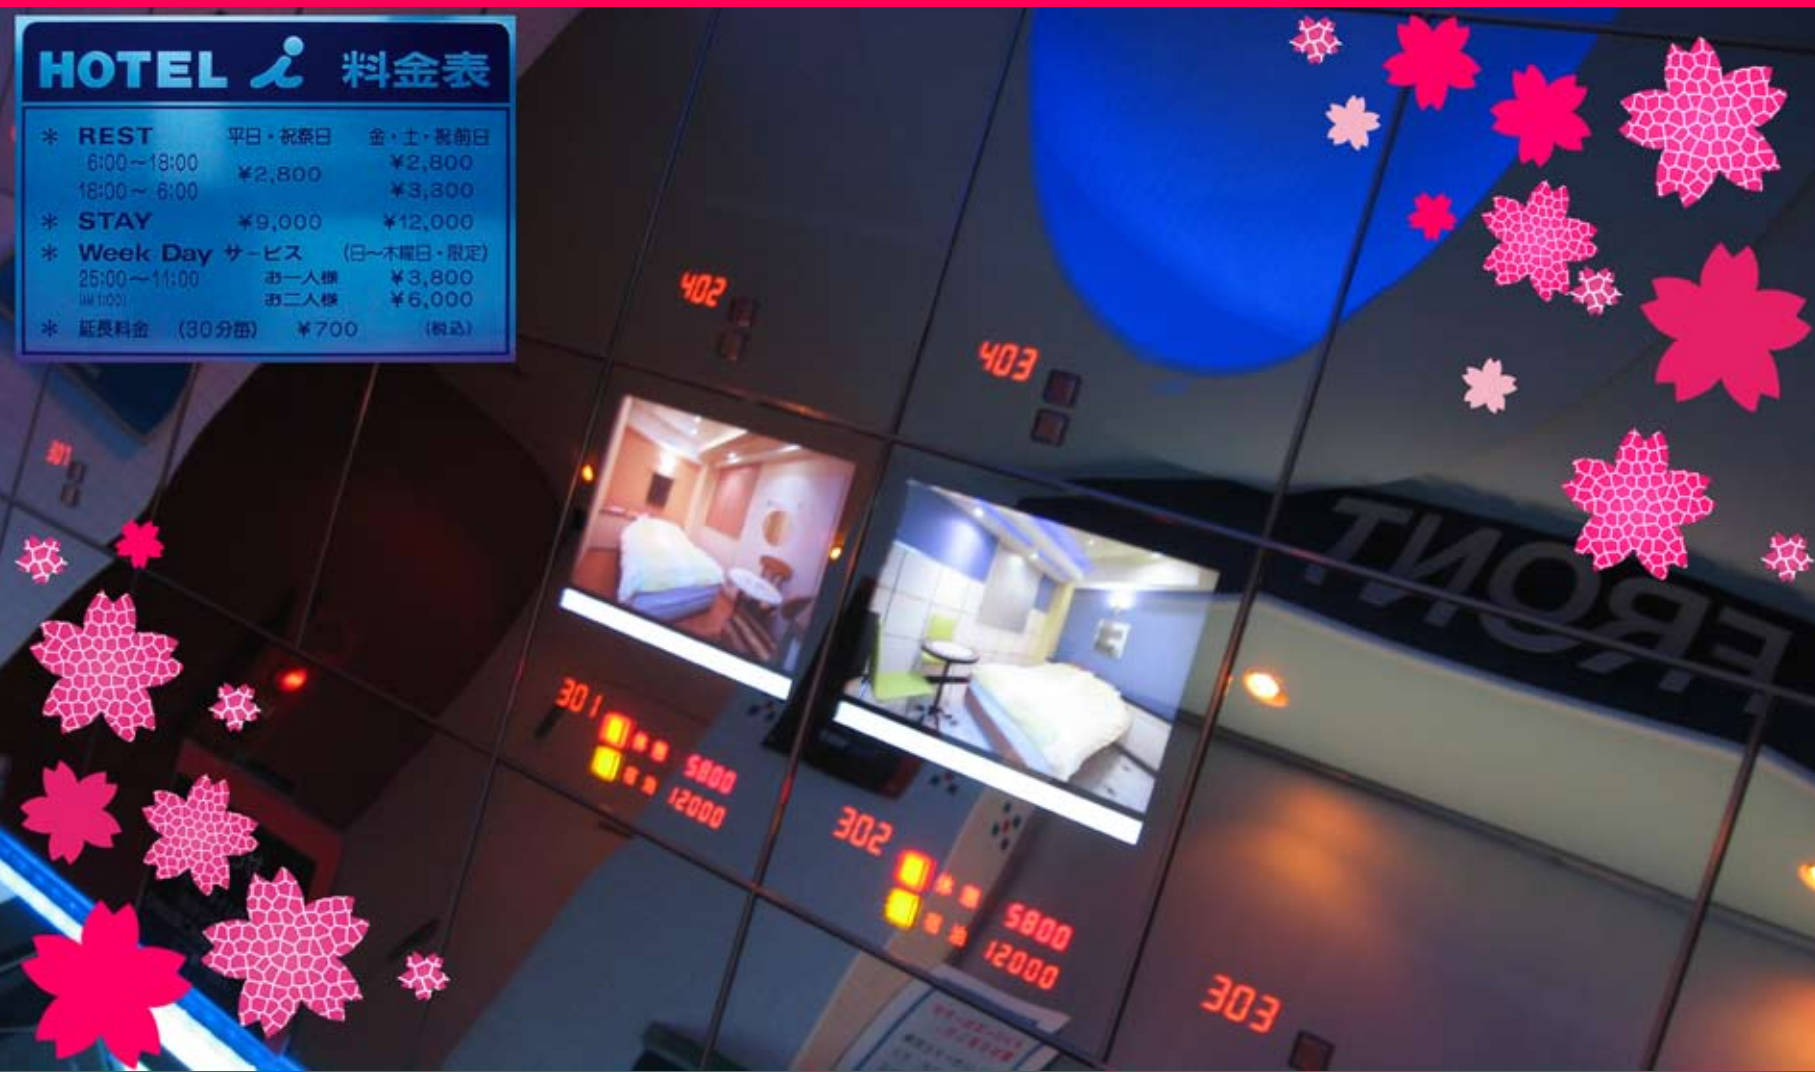 HOTEL i 料金表
* REST 平日・祝祭日 金・土・祝前日
6:00~18:00 ¥2,800 ¥2,800
18:00~6:00 ¥3,300
* STAY ¥9,000 ¥12,000
* Week Day サービス (日~木曜日・限定)
25:00~11:00 お一人様 ¥3,800
(AM 1:00) お二人様 ¥6,000
* 延長料金 (30分毎) ¥700 (税込)
402
403
301
FRONT
301
休憩 5800
宿泊 12000
302
休憩 5800
宿泊 12000
303